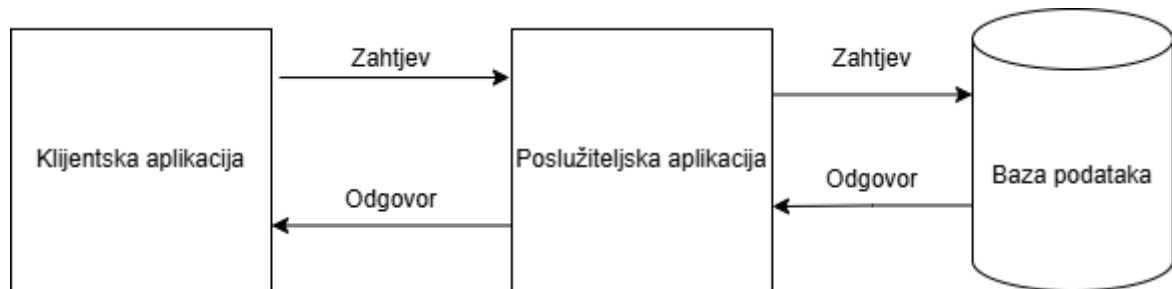 Zahtjev
Zahtjev
Klijentska aplikacija
Poslužiteljska aplikacija
Baza podataka
Odgovor
Odgovor